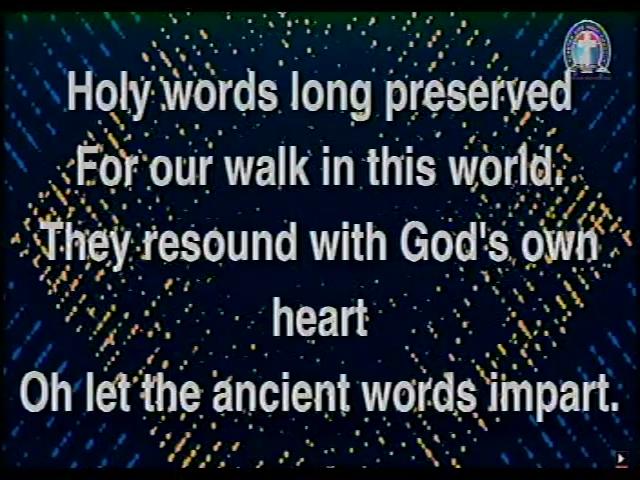 Holy words long preserved
For our walk in this world.
They resound with God's own
heart
Oh let the ancient words impart.